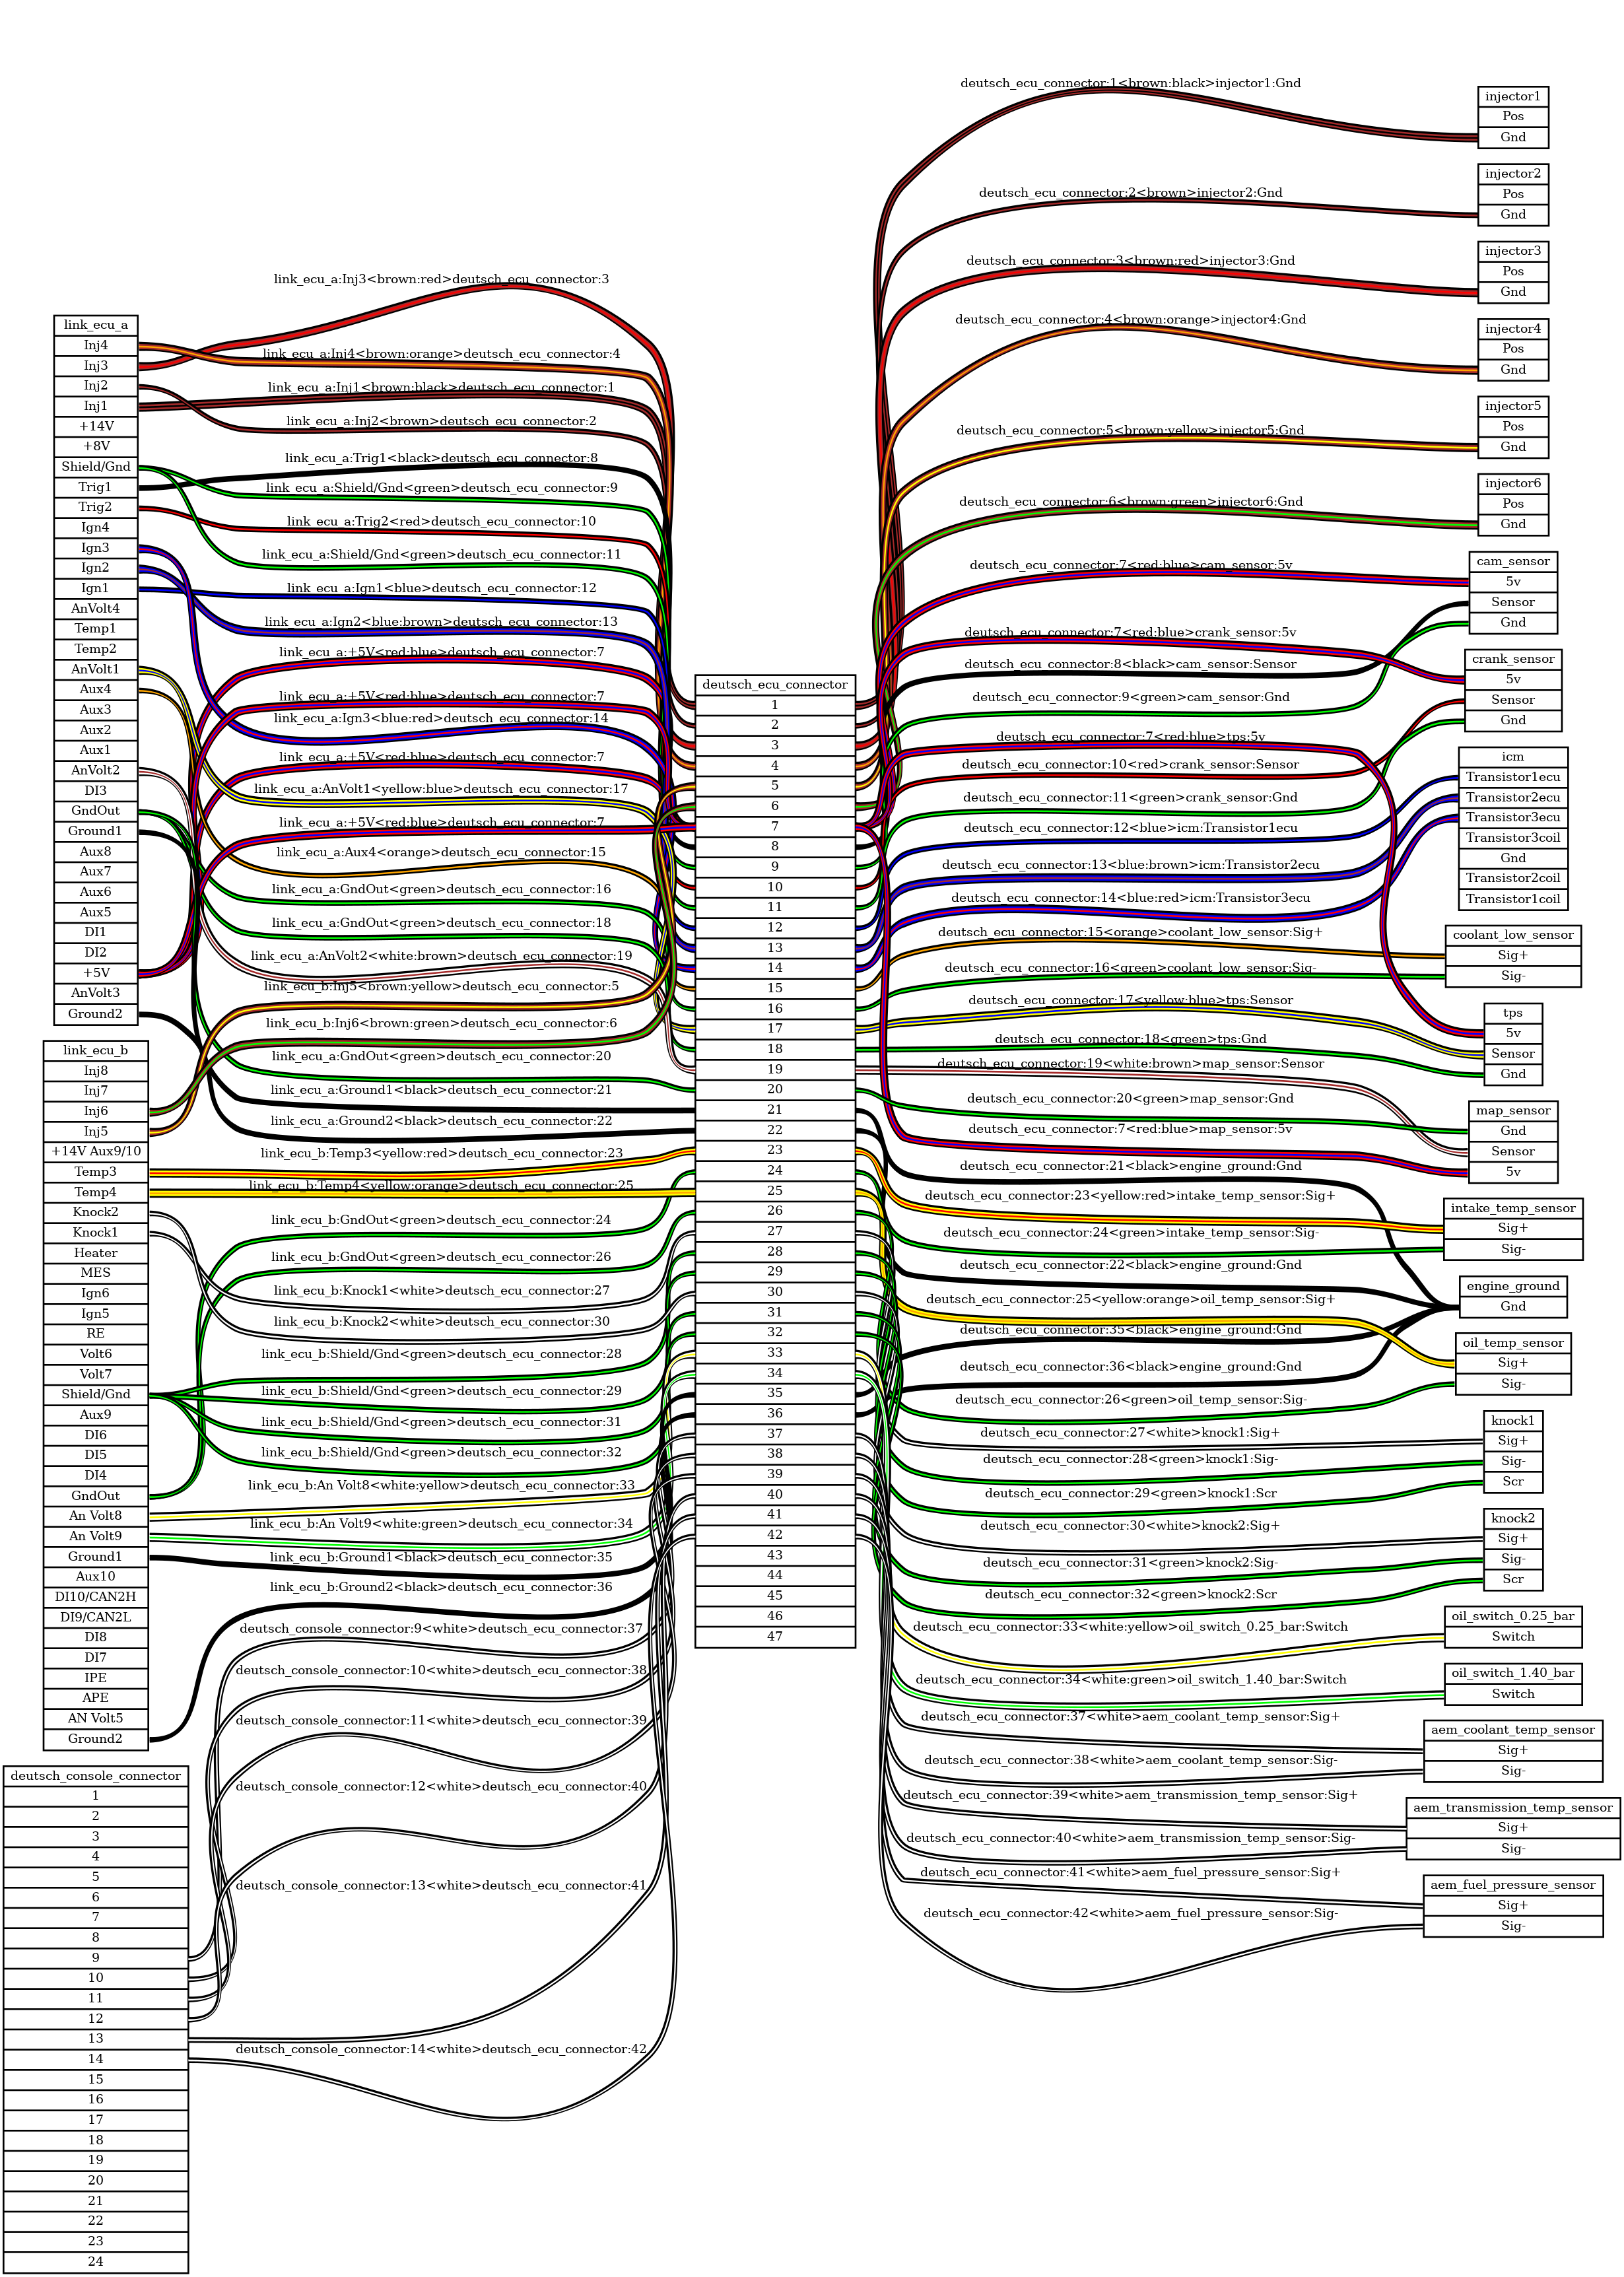 link_ecu_a
Inj4
Inj3
Inj2
Inj1
+14V
+8V
Shield/Gnd
Trig1
Trig2
Ign4
Ign3
Ign2
Ign1
AnVolt4
Temp1
Temp2
AnVolt1
Aux4
Aux3
Aux2
Aux1
AnVolt2
DI3
GndOut
Ground1
Aux8
Aux7
Aux6
Aux5
DI1
DI2
+5V
AnVolt3
Ground2
link_ecu_b
Inj8
Inj7
Inj6
Inj5
+14V Aux9/10
Temp3
Temp4
Knock2
Knock1
Heater
MES
Ign6
Ign5
RE
Volt6
Volt7
Shield/Gnd
Aux9
DI6
DI5
DI4
GndOut
An Volt8
An Volt9
Ground1
Aux10
DI10/CAN2H
DI9/CAN2L
DI8
DI7
IPE
APE
AN Volt5
Ground2
deutsch_console_connector
1
2
3
4
5
6
7
8
9
10
11
12
13
14
15
16
17
18
19
20
21
22
23
24
link_ecu_a:Inj3<brown:red>deutsch_ecu_connector:3
link_ecu_a:Inj4<brown:orange>deutsch_ecu_connector:4
link_ecu_a:Inj1<brown:black>deutsch_ecu_connector:1
link_ecu_a:Inj2<brown>deutsch_ecu_connector:2
link_ecu_a:Trig1<black>deutsch_ecu_connector:8
link_ecu_a:Shield/Gnd<green>deutsch_ecu_connector:9
link_ecu_a:Trig2<red>deutsch_ecu_connector:10
link_ecu_a:Shield/Gnd<green>deutsch_ecu_connector:11
link_ecu_a:Ign1<blue>deutsch_ecu_connector:12
link_ecu_a:Ign2<blue:brown>deutsch_ecu_connector:13
link_ecu_a:+5V<red:blue>deutsch_ecu_connector:7
link_ecu_a:+5V<red:blue>deutsch_ecu_connector:7
link_ecu_a:Ign3<blue:red>deutsch_ecu_connector:14
link_ecu_a:+5V<red:blue>deutsch_ecu_connector:7
link_ecu_a:AnVolt1<yellow:blue>deutsch_ecu_connector:17
link_ecu_a:+5V<red:blue>deutsch_ecu_connector:7
link_ecu_a:Aux4<orange>deutsch_ecu_connector:15
link_ecu_a:GndOut<green>deutsch_ecu_connector:16
link_ecu_a:GndOut<green>deutsch_ecu_connector:18
link_ecu_a:AnVolt2<white:brown>deutsch_ecu_connector:19
link_ecu_b:Inj5<brown:yellow>deutsch_ecu_connector:5
link_ecu_b:Inj6<brown:green>deutsch_ecu_connector:6
link_ecu_a:GndOut<green>deutsch_ecu_connector:20
link_ecu_a:Ground1<black>deutsch_ecu_connector:21
link_ecu_a:Ground2<black>deutsch_ecu_connector:22
link_ecu_b:Temp3<yellow:red>deutsch_ecu_connector:23
link_ecu_b:Temp4<yellow:orange>deutsch_ecu_connector:25
link_ecu_b:GndOut<green>deutsch_ecu_connector:24
link_ecu_b:GndOut<green>deutsch_ecu_connector:26
link_ecu_b:Knock1<white>deutsch_ecu_connector:27
link_ecu_b:Knock2<white>deutsch_ecu_connector:30
link_ecu_b:Shield/Gnd<green>deutsch_ecu_connector:28
link_ecu_b:Shield/Gnd<green>deutsch_ecu_connector:29
link_ecu_b:Shield/Gnd<green>deutsch_ecu_connector:31
link_ecu_b:Shield/Gnd<green>deutsch_ecu_connector:32
link_ecu_b:An Volt8<white:yellow>deutsch_ecu_connector:33
link_ecu_b:An Volt9<white:green>deutsch_ecu_connector:34
link_ecu_b:Ground1<black>deutsch_ecu_connector:35
link_ecu_b:Ground2<black>deutsch_ecu_connector:36
deutsch_console_connector:9<white>deutsch_ecu_connector:37
deutsch_console_connector:10<white>deutsch_ecu_connector:38
deutsch_console_connector:11<white>deutsch_ecu_connector:39
deutsch_console_connector:12<white>deutsch_ecu_connector:40
deutsch_console_connector:13<white>deutsch_ecu_connector:41
deutsch_console_connector:14<white>deutsch_ecu_connector:42
deutsch_ecu_connector
1
2
3
4
5
6
7
8
9
10
11
12
13
14
15
16
17
18
19
20
21
22
23
24
25
26
27
28
29
30
31
32
33
34
35
36
37
38
39
40
41
42
43
44
45
46
47
deutsch_ecu_connector:1<brown:black>injector1:Gnd
deutsch_ecu_connector:2<brown>injector2:Gnd
deutsch_ecu_connector:3<brown:red>injector3:Gnd
deutsch_ecu_connector:4<brown:orange>injector4:Gnd
deutsch_ecu_connector:5<brown:yellow>injector5:Gnd
deutsch_ecu_connector:6<brown:green>injector6:Gnd
deutsch_ecu_connector:7<red:blue>cam_sensor:5v
deutsch_ecu_connector:7<red:blue>crank_sensor:5v
deutsch_ecu_connector:8<black>cam_sensor:Sensor
deutsch_ecu_connector:9<green>cam_sensor:Gnd
deutsch_ecu_connector:7<red:blue>tps:5v
deutsch_ecu_connector:10<red>crank_sensor:Sensor
deutsch_ecu_connector:11<green>crank_sensor:Gnd
deutsch_ecu_connector:12<blue>icm:Transistor1ecu
deutsch_ecu_connector:13<blue:brown>icm:Transistor2ecu
deutsch_ecu_connector:14<blue:red>icm:Transistor3ecu
deutsch_ecu_connector:15<orange>coolant_low_sensor:Sig+
deutsch_ecu_connector:16<green>coolant_low_sensor:Sig-
deutsch_ecu_connector:17<yellow:blue>tps:Sensor
deutsch_ecu_connector:18<green>tps:Gnd
deutsch_ecu_connector:19<white:brown>map_sensor:Sensor
deutsch_ecu_connector:20<green>map_sensor:Gnd
deutsch_ecu_connector:7<red:blue>map_sensor:5v
deutsch_ecu_connector:21<black>engine_ground:Gnd
deutsch_ecu_connector:23<yellow:red>intake_temp_sensor:Sig+
deutsch_ecu_connector:24<green>intake_temp_sensor:Sig-
deutsch_ecu_connector:22<black>engine_ground:Gnd
deutsch_ecu_connector:25<yellow:orange>oil_temp_sensor:Sig+
deutsch_ecu_connector:35<black>engine_ground:Gnd
deutsch_ecu_connector:36<black>engine_ground:Gnd
deutsch_ecu_connector:26<green>oil_temp_sensor:Sig-
deutsch_ecu_connector:27<white>knock1:Sig+
deutsch_ecu_connector:28<green>knock1:Sig-
deutsch_ecu_connector:29<green>knock1:Scr
deutsch_ecu_connector:30<white>knock2:Sig+
deutsch_ecu_connector:31<green>knock2:Sig-
deutsch_ecu_connector:32<green>knock2:Scr
deutsch_ecu_connector:33<white:yellow>oil_switch_0.25_bar:Switch
deutsch_ecu_connector:34<white:green>oil_switch_1.40_bar:Switch
deutsch_ecu_connector:37<white>aem_coolant_temp_sensor:Sig+
deutsch_ecu_connector:38<white>aem_coolant_temp_sensor:Sig-
deutsch_ecu_connector:39<white>aem_transmission_temp_sensor:Sig+
deutsch_ecu_connector:40<white>aem_transmission_temp_sensor:Sig-
deutsch_ecu_connector:41<white>aem_fuel_pressure_sensor:Sig+
deutsch_ecu_connector:42<white>aem_fuel_pressure_sensor:Sig-
injector1
Pos
Gnd
injector2
Pos
Gnd
injector3
Pos
Gnd
injector4
Pos
Gnd
injector5
Pos
Gnd
injector6
Pos
Gnd
cam_sensor
5v
Sensor
Gnd
crank_sensor
5v
Sensor
Gnd
icm
Transistor1ecu
Transistor2ecu
Transistor3ecu
Transistor3coil
Gnd
Transistor2coil
Transistor1coil
coolant_low_sensor
Sig+
Sig-
tps
5v
Sensor
Gnd
map_sensor
Gnd
Sensor
5v
intake_temp_sensor
Sig+
Sig-
engine_ground
Gnd
oil_temp_sensor
Sig+
Sig-
knock1
Sig+
Sig-
Scr
knock2
Sig+
Sig-
Scr
oil_switch_0.25_bar
Switch
oil_switch_1.40_bar
Switch
aem_coolant_temp_sensor
Sig+
Sig-
aem_transmission_temp_sensor
Sig+
Sig-
aem_fuel_pressure_sensor
Sig+
Sig-